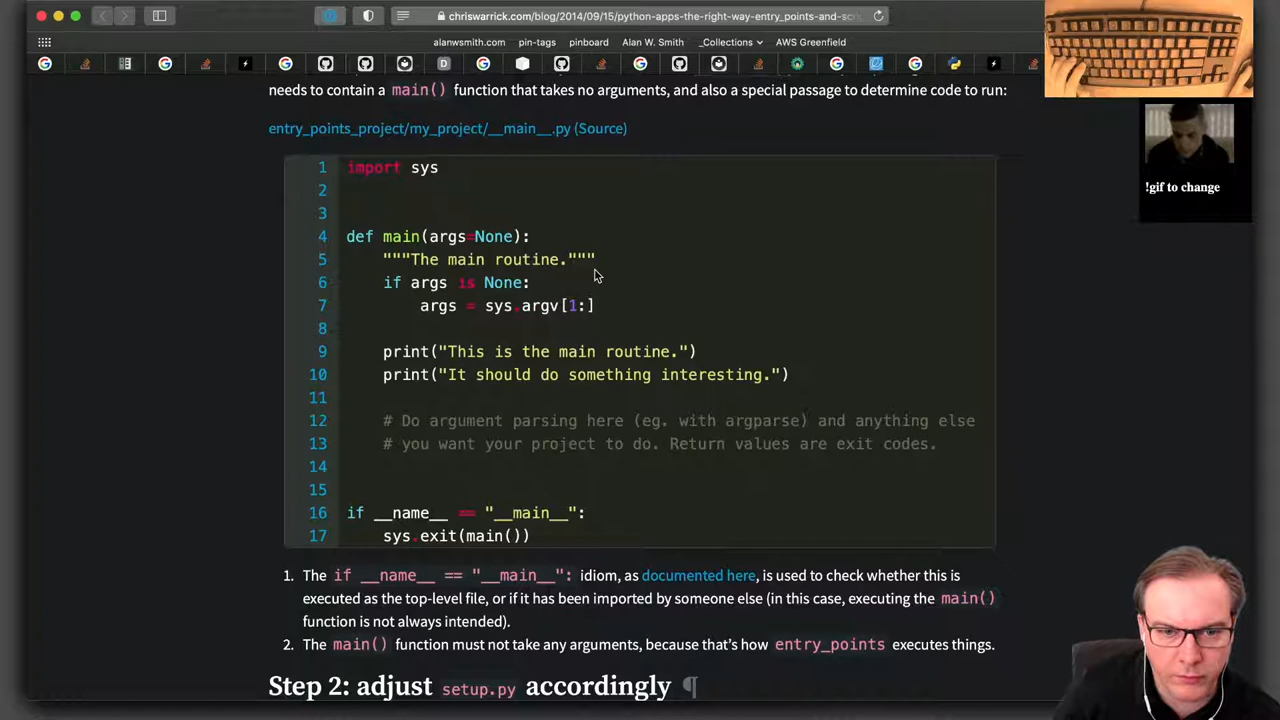 chriswarrick.com/blog/2014/09/15/python-apps-the-right-way-entry_points-and-scri
alanwsmith.com pin-tags pinboard Alan W. Smith _Collections AWS Greenfield
needs to contain a main() function that takes no arguments, and also a special passage to determine code to run:
entry_points_project/my_project/__main__.py (Source)
1 import sys
2
3
4 def main(args=None):
5 """The main routine."""
6 if args is None:
7 args = sys.argv[1:]
8
9 print("This is the main routine.")
10 print("It should do something interesting.")
11
12 # Do argument parsing here (eg. with argparse) and anything else
13 # you want your project to do. Return values are exit codes.
14
15
16 if __name__ == "__main__":
17 sys.exit(main())
1. The if __name__ == "__main__": idiom, as documented here, is used to check whether this is
executed as the top-level file, or if it has been imported by someone else (in this case, executing the main()
function is not always intended).
2. The main() function must not take any arguments, because that's how entry_points executes things.
Step 2: adjust setup.py accordingly ¶
!gif to change